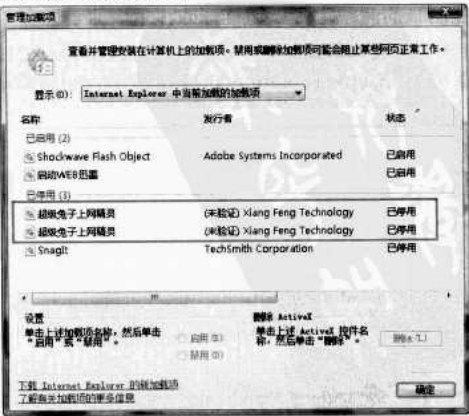 管理加载项
查看并管理安装在计算机上的加载项。禁用或删除加载项可能会阻止某些网页正常工作。
显示(D): Internet Explorer 中当前加载的加载项
名称 发行者 状态
已启用 (2)
Shockwave Flash Object Adobe Systems Incorporated 已启用
启动WEB迅雷 已启用
已停用 (3)
超级兔子上网精灵 (未验证) Xiang Feng Technology 已停用
超级兔子上网精灵 (未验证) Xiang Feng Technology 已停用
SnagIt TechSmith Corporation 已停用
设置 删除 ActiveX
单击上述加载项名称，然后单击 单击上述 ActiveX 控件名
“启用”或“禁用”。 启用(E) 称，然后单击“删除”。 删除(L)
禁用(B)
下载 Internet Explorer 的新加载项
了解有关加载项的更多信息
确定